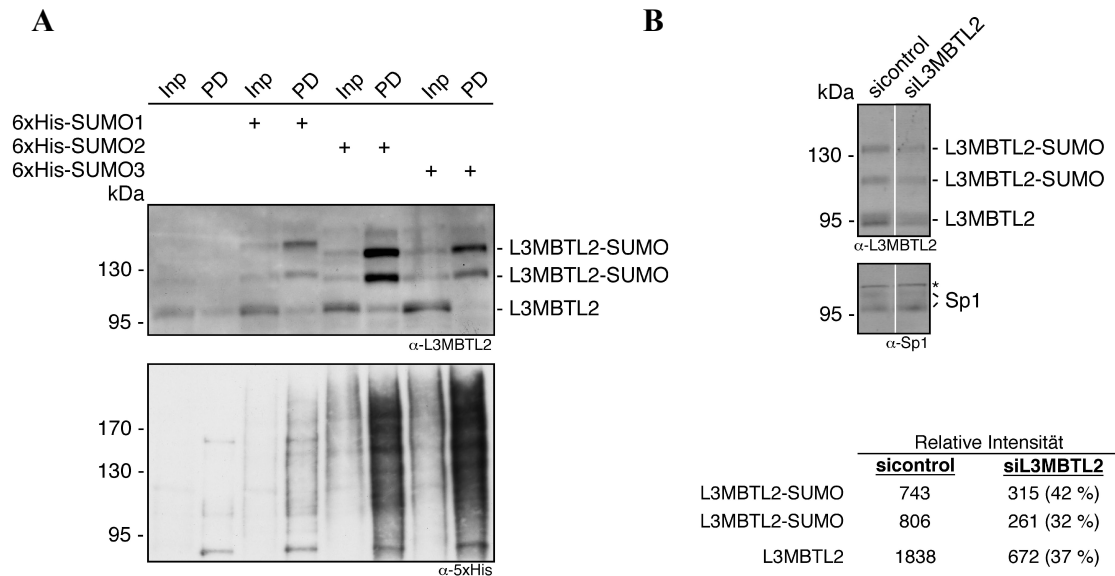 A
Inp PD Inp PD Inp PD Inp PD
6xHis-SUMO1 + +
6xHis-SUMO2 + +
6xHis-SUMO3 + +
kDa
130 -
95 -
- L3MBTL2-SUMO
- L3MBTL2-SUMO
- L3MBTL2
α-L3MBTL2
170 -
130 -
95 -
α-5xHis
B
sicontrol siL3MBTL2
kDa
130 -
95 -
- L3MBTL2-SUMO
- L3MBTL2-SUMO
- L3MBTL2
α-L3MBTL2
95 -
*
Sp1
α-Sp1
Relative Intensität
sicontrol siL3MBTL2
L3MBTL2-SUMO 743 315 (42 %)
L3MBTL2-SUMO 806 261 (32 %)
L3MBTL2 1838 672 (37 %)